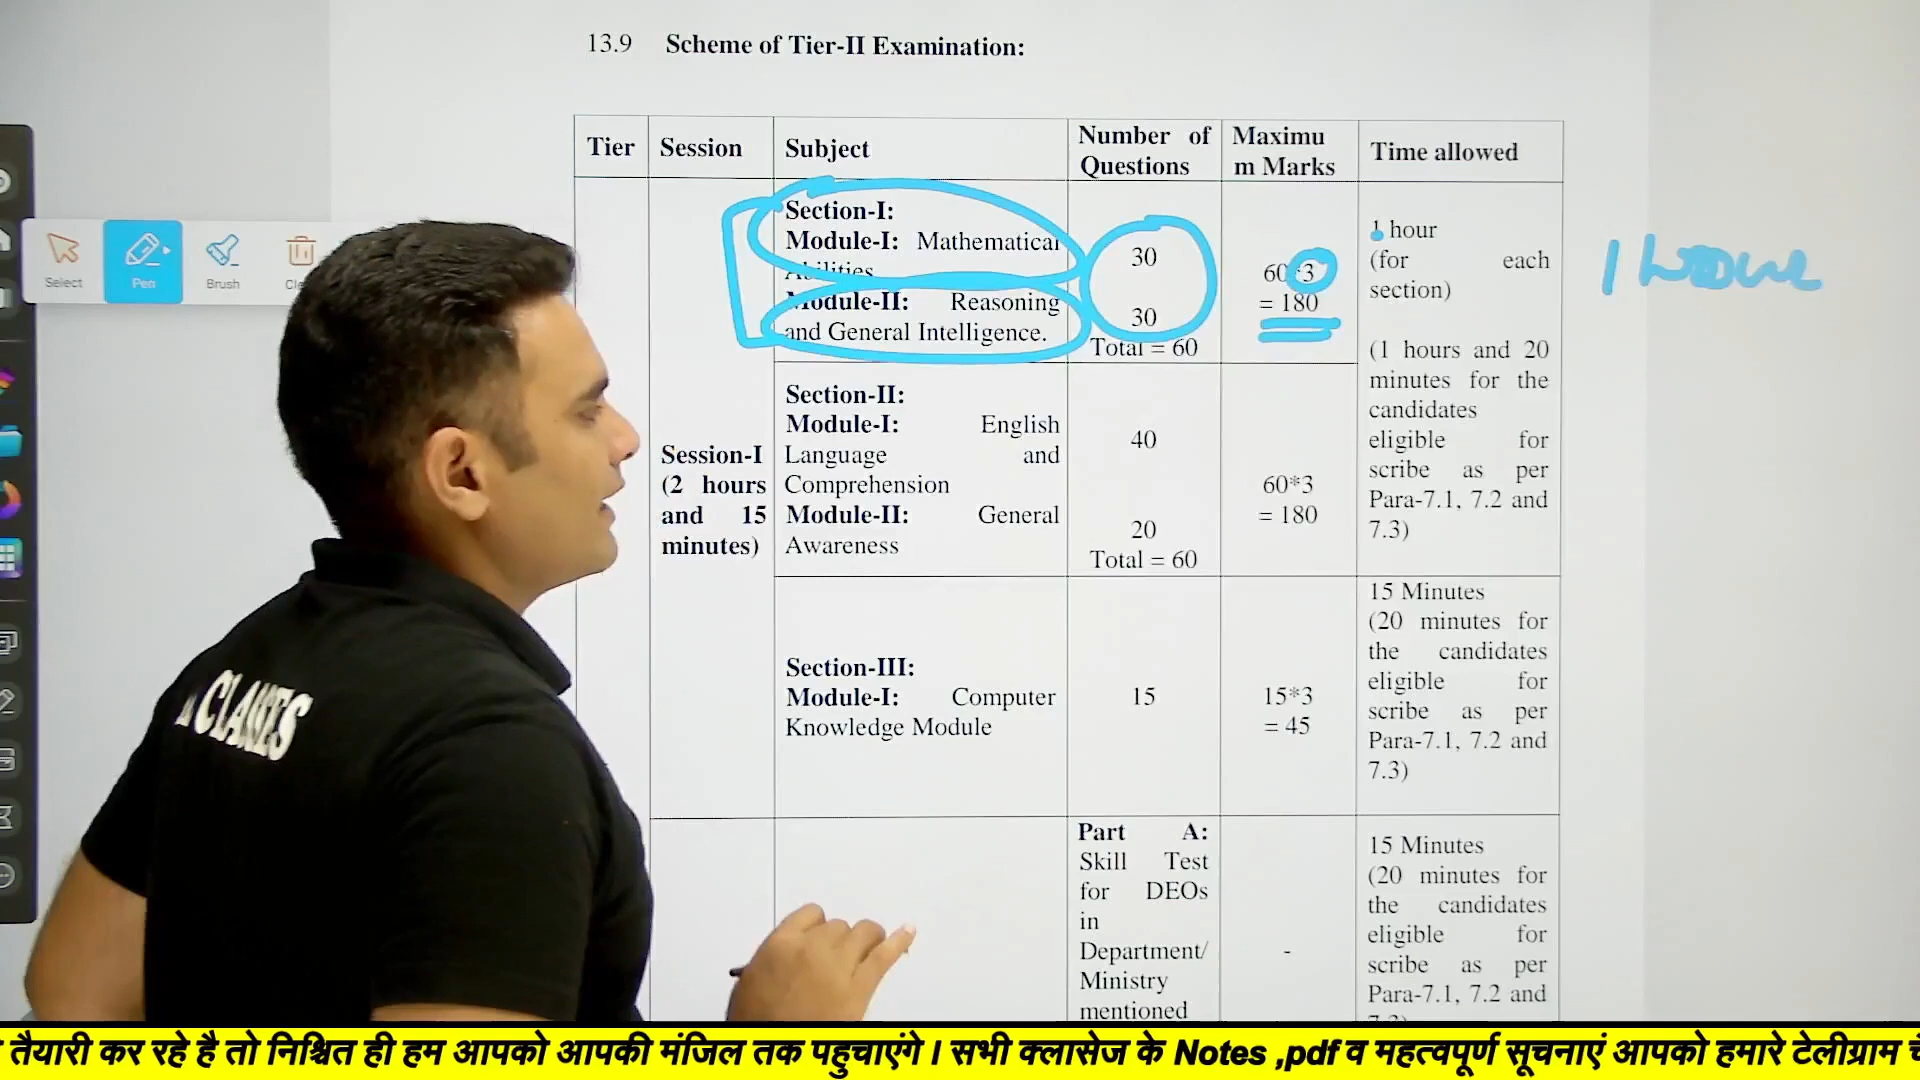 13.9 Scheme of Tier-II Examination:
Tier
Session
Subject
Number of
Questions
Maximu
m Marks
Time allowed
Session-I
(2 hours
and 15
minutes)
Section-I:
Module-I: Mathematical
Abilities
Module-II: Reasoning
and General Intelligence.
30
30
Total = 60
60*3
= 180
1 hour
(for each
section)
(1 hours and 20
minutes for the
candidates
eligible for
scribe as per
Para-7.1, 7.2 and
7.3)
1 hour
Section-II:
Module-I: English
Language and
Comprehension
Module-II: General
Awareness
40
20
Total = 60
60*3
= 180
Section-III:
Module-I: Computer
Knowledge Module
15
15*3
= 45
15 Minutes
(20 minutes for
the candidates
eligible for
scribe as per
Para-7.1, 7.2 and
7.3)
Part A:
Skill Test
for DEOs
in
Department/
Ministry
mentioned
-
15 Minutes
(20 minutes for
the candidates
eligible for
scribe as per
Para-7.1, 7.2 and
Select
Pen
Brush
तैयारी कर रहे है तो निश्चित ही हम आपको आपकी मंजिल तक पहुचाएंगे । सभी क्लासेज के Notes ,pdf व महत्वपूर्ण सूचनाएं आपको हमारे टेलीग्राम